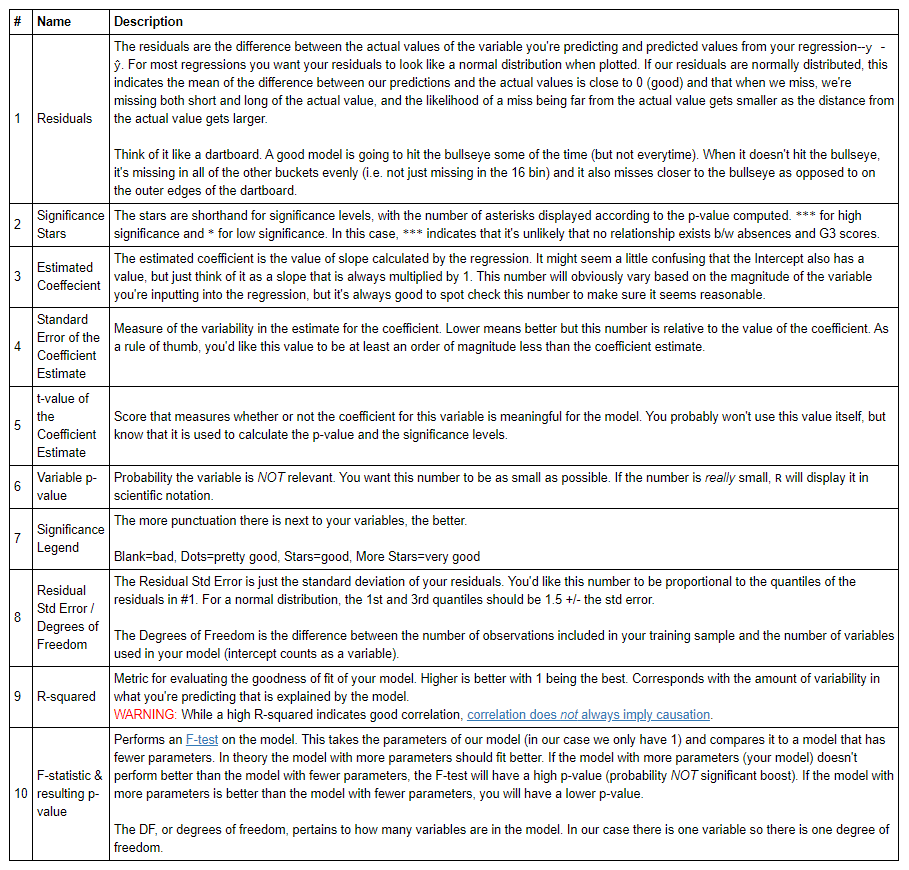 # Name Description
The residuals are the difference between the actual values of the variable you're predicting and predicted values from your regression--y -
ŷ. For most regressions you want your residuals to look like a normal distribution when plotted. If our residuals are normally distributed, this
indicates the mean of the difference between our predictions and the actual values is close to 0 (good) and that when we miss, we're
missing both short and long of the actual value, and the likelihood of a miss being far from the actual value gets smaller as the distance from
1 Residuals the actual value gets larger.
Think of it like a dartboard. A good model is going to hit the bullseye some of the time (but not everytime). When it doesn't hit the bullseye,
it's missing in all of the other buckets evenly (i.e. not just missing in the 16 bin) and it also misses closer to the bullseye as opposed to on
the outer edges of the dartboard.
2 Significance
Stars
The stars are shorthand for significance levels, with the number of asterisks displayed according to the p-value computed. *** for high
significance and * for low significance. In this case, *** indicates that it's unlikely that no relationship exists b/w absences and G3 scores.
3 Estimated
Coeffecient
The estimated coefficient is the value of slope calculated by the regression. It might seem a little confusing that the Intercept also has a
value, but just think of it as a slope that is always multiplied by 1. This number will obviously vary based on the magnitude of the variable
you're inputting into the regression, but it's always good to spot check this number to make sure it seems reasonable.
4 Standard
Error of the
Coefficient
Estimate
Measure of the variability in the estimate for the coefficient. Lower means better but this number is relative to the value of the coefficient. As
a rule of thumb, you'd like this value to be at least an order of magnitude less than the coefficient estimate.
5 t-value of
the
Coefficient
Estimate
Score that measures whether or not the coefficient for this variable is meaningful for the model. You probably won't use this value itself, but
know that it is used to calculate the p-value and the significance levels.
6 Variable p-
value
Probability the variable is NOT relevant. You want this number to be as small as possible. If the number is really small, R will display it in
scientific notation.
7 Significance
Legend
The more punctuation there is next to your variables, the better.
Blank=bad, Dots=pretty good, Stars=good, More Stars=very good
8 Residual
Std Error /
Degrees of
Freedom
The Residual Std Error is just the standard deviation of your residuals. You'd like this number to be proportional to the quantiles of the
residuals in #1. For a normal distribution, the 1st and 3rd quantiles should be 1.5 +/- the std error.
The Degrees of Freedom is the difference between the number of observations included in your training sample and the number of variables
used in your model (intercept counts as a variable).
9 R-squared
Metric for evaluating the goodness of fit of your model. Higher is better with 1 being the best. Corresponds with the amount of variability in
what you're predicting that is explained by the model.
WARNING: While a high R-squared indicates good correlation, correlation does not always imply causation.
10 F-statistic &
resulting p-
value
Performs an F-test on the model. This takes the parameters of our model (in our case we only have 1) and compares it to a model that has
fewer parameters. In theory the model with more parameters should fit better. If the model with more parameters (your model) doesn't
perform better than the model with fewer parameters, the F-test will have a high p-value (probability NOT significant boost). If the model with
more parameters is better than the model with fewer parameters, you will have a lower p-value.
The DF, or degrees of freedom, pertains to how many variables are in the model. In our case there is one variable so there is one degree of
freedom.